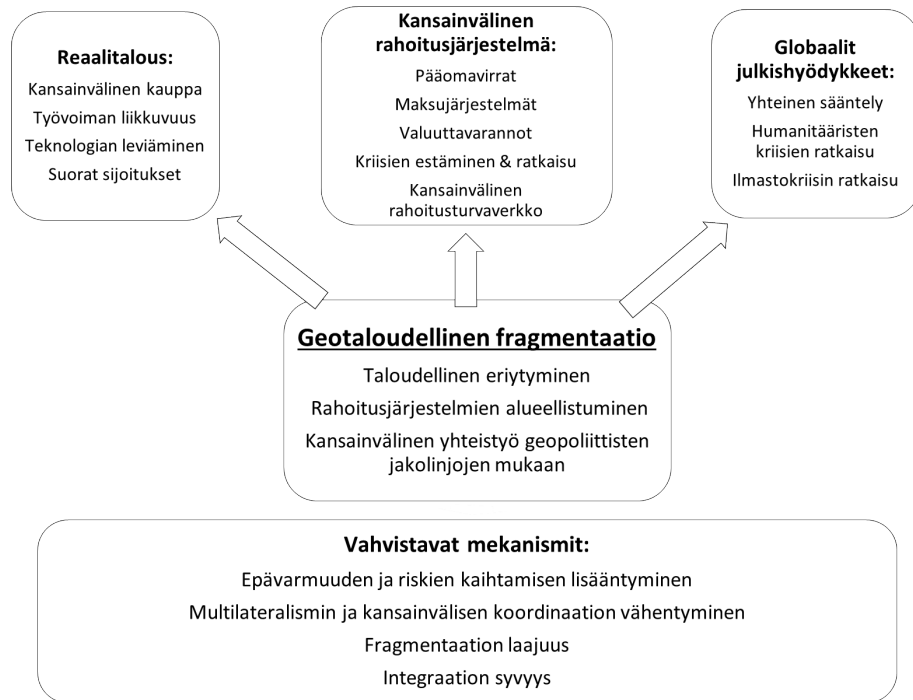 Reaalitalous:
Kansainvälinen kauppa
Työvoiman liikkuvuus
Teknologian leviäminen
Suorat sijoitukset
Kansainvälinen
rahoitusjärjestelmä:
Pääomavirrat
Maksujärjestelmät
Valuuttavarannot
Kriisien estäminen & ratkaisu
Kansainvälinen
rahoitusturvaverkko
Globaalit
julkishyödykkeet:
Yhteinen sääntely
Humanitääristen
kriisien ratkaisu
Ilmastokriisin ratkaisu
Geotaloudellinen fragmentaatio
Taloudellinen eriytyminen
Rahoitusjärjestelmien alueellistuminen
Kansainvälinen yhteistyö geopoliittisten
jakolinjojen mukaan
Vahvistavat mekanismit:
Epävarmuuden ja riskien kaihtamisen lisääntyminen
Multilateralismin ja kansainvälisen koordinaation vähentyminen
Fragmentaation laajuus
Integraation syvyys